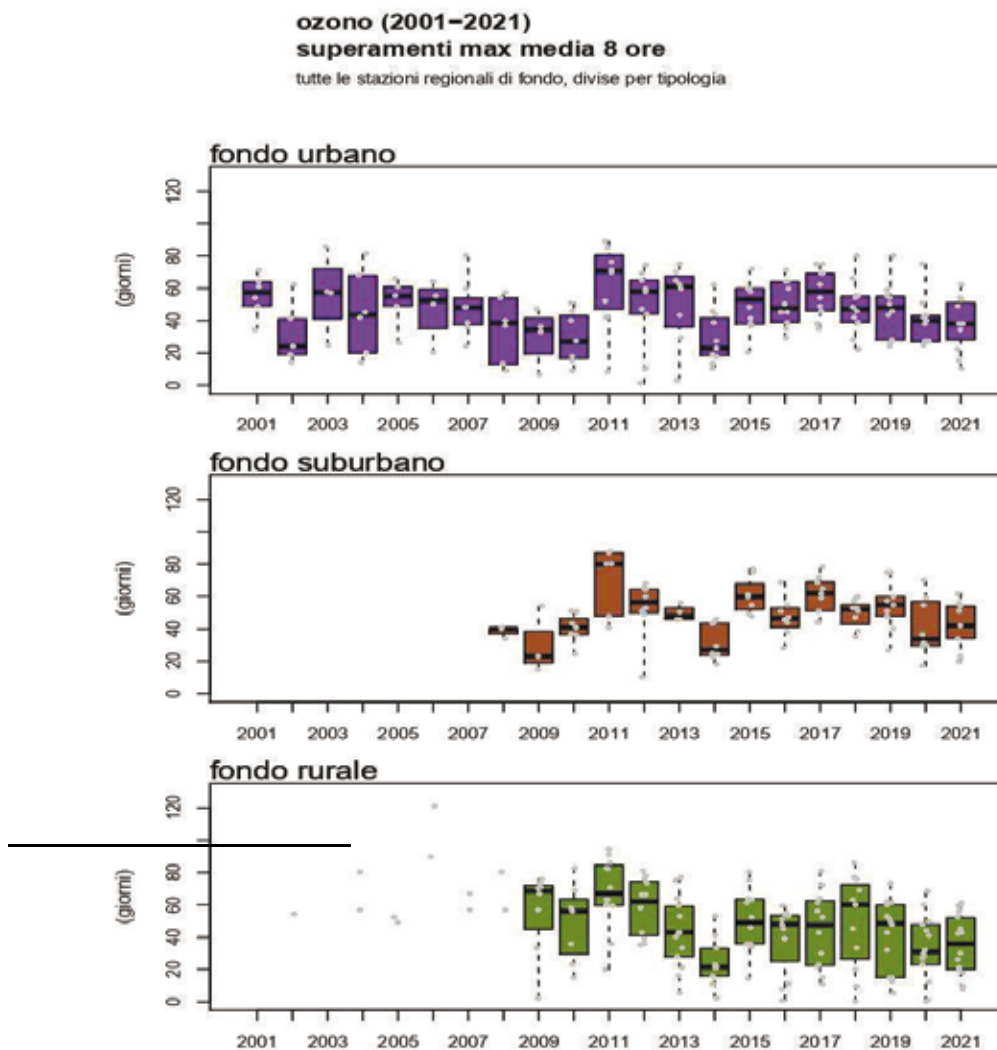 ozono (2001−2021)
superamenti max media 8 ore
tutte le stazioni regionali di fondo, divise per tipologia
fondo urbano
120
80
60
40
20
0
(giorni)
2001 2003 2005 2007 2009 2011 2013 2015 2017 2019 2021
fondo suburbano
120
80
60
40
20
0
(giorni)
2001 2003 2005 2007 2009 2011 2013 2015 2017 2019 2021
fondo rurale
120
80
60
40
20
0
(giorni)
2001 2003 2005 2007 2009 2011 2013 2015 2017 2019 2021